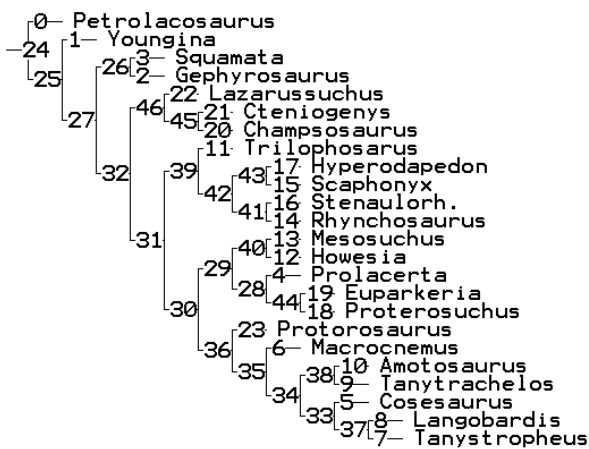 0 Petrolacosaurus
1 Youngina
24
3 Squamata
26
2 Gephyrosaurus
25
22 Lazarussuchus
46
21 Cteniogenys
45
27
20 Champsosaurus
11 Trilophosarus
39
17 Hyperodapedon
32
43
15 Scaphonyx
42
16 Stenaulorh.
41
14 Rhynchosaurus
31
13 Mesosuchus
40
12 Howesia
29
4 Prolacerta
28
19 Euparkeria
44
30
18 Proterosuchus
23 Protorosaurus
36
6 Macrocnemus
35
10 Amotosaurus
38
9 Tanytrachelos
34
5 Cosesaurus
33
8 Langobardis
37
7 Tanystropheus